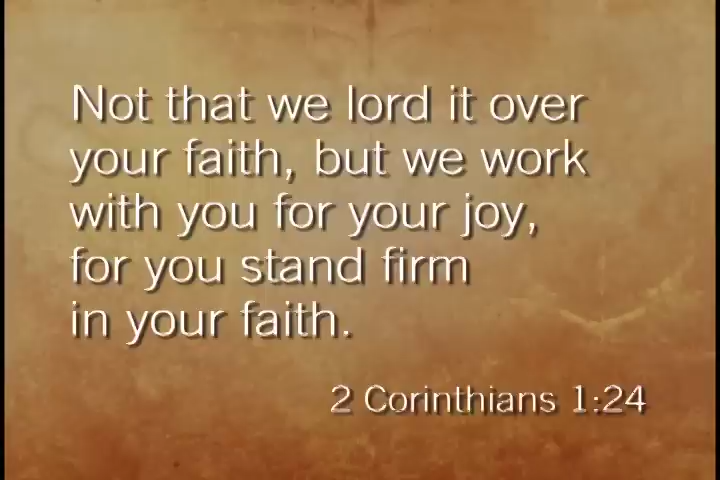 Not that we lord it over
your faith, but we work
with you for your joy,
for you stand firm
in your faith.
2 Corinthians 1:24